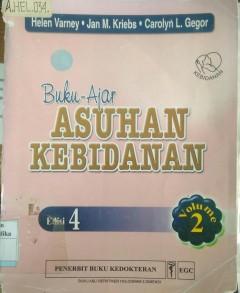 A.HEL.034.
Helen Varney • Jan M. Kriebs • Carolyn L. Gegor
KEBIDANAN
Buku-Ajar
ASUHAN
KEBIDANAN
Edisi 4
Volume
2
PENERBIT BUKU KEDOKTERAN EGC